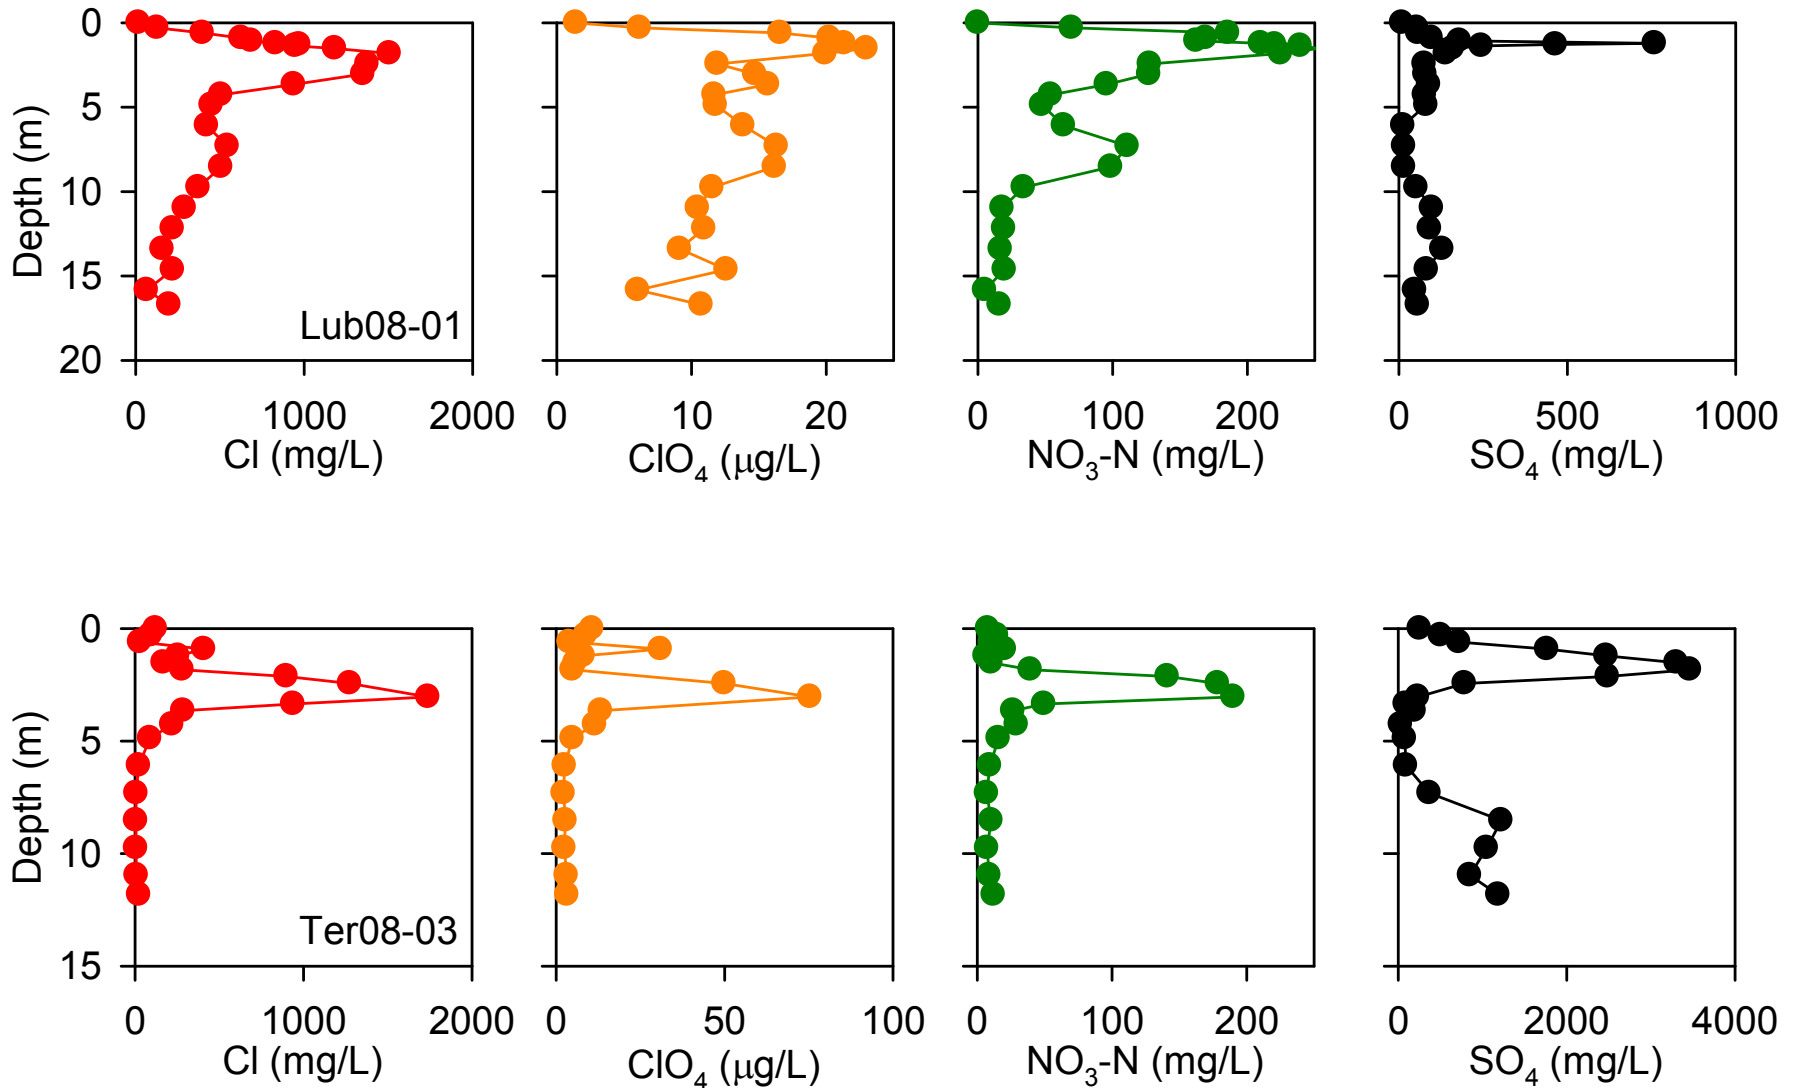 0
5
10
15
20
Depth (m)
Lub08-01
0 1000 2000
Cl (mg/L)
0 10 20
ClO₄ (μg/L)
0 100 200
NO₃-N (mg/L)
0 500 1000
SO₄ (mg/L)
0
5
10
15
Depth (m)
Ter08-03
0 1000 2000
Cl (mg/L)
0 50 100
ClO₄ (μg/L)
0 100 200
NO₃-N (mg/L)
0 2000 4000
SO₄ (mg/L)